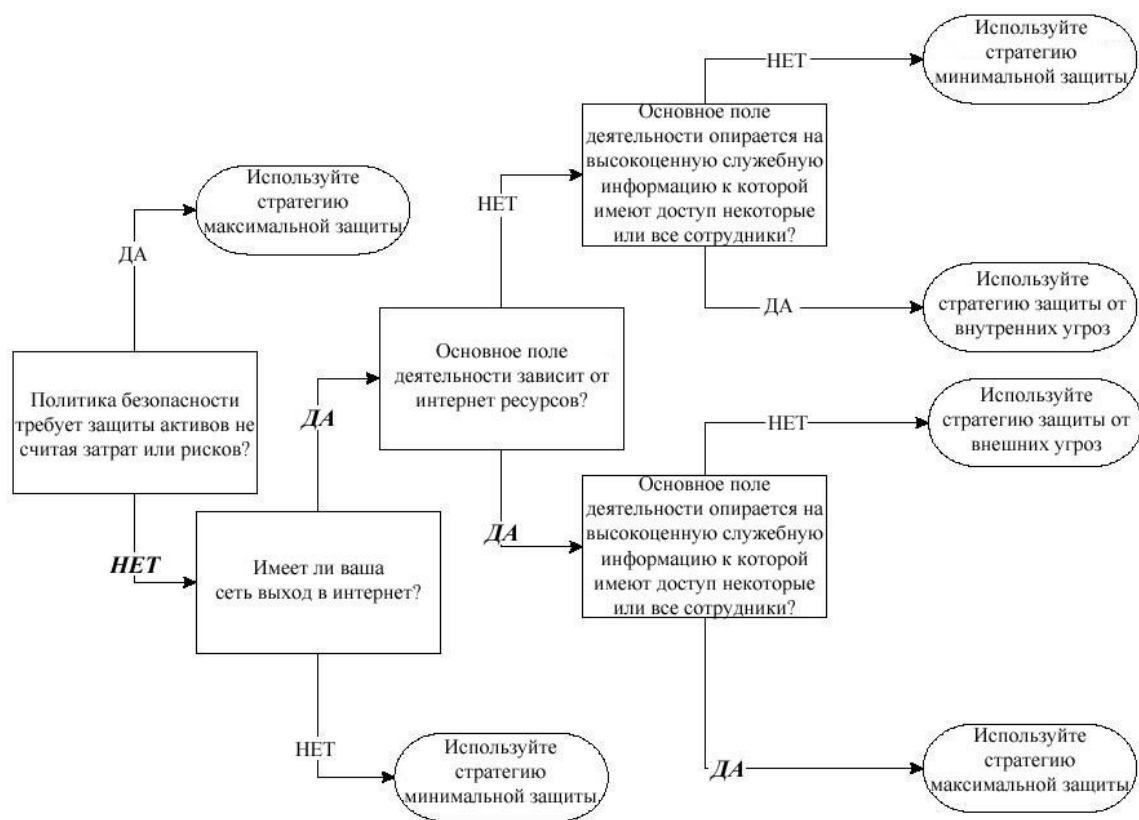 Используйте
стратегию
минимальной защиты
НЕТ
Основное поле
деятельности опирается на
высокоценную служебную
информацию к которой
имеют доступ некоторые
или все сотрудники?
Используйте
стратегию
максимальной защиты
НЕТ
ДА
Используйте
стратегию защиты от
внутренних угроз
ДА
Основное поле
деятельности зависит от
интернет ресурсов?
Политика безопасности
требует защиты активов не
считая затрат или рисков?
ДА
НЕТ
Используйте
стратегию защиты от
внешних угроз
Основное поле
деятельности опирается на
высокоценную служебную
информацию к которой
имеют доступ некоторые
или все сотрудники?
ДА
НЕТ
Имеет ли ваша
сеть выход в интернет?
НЕТ
Используйте
стратегию
минимальной защиты
ДА
Используйте
стратегию
максимальной защиты